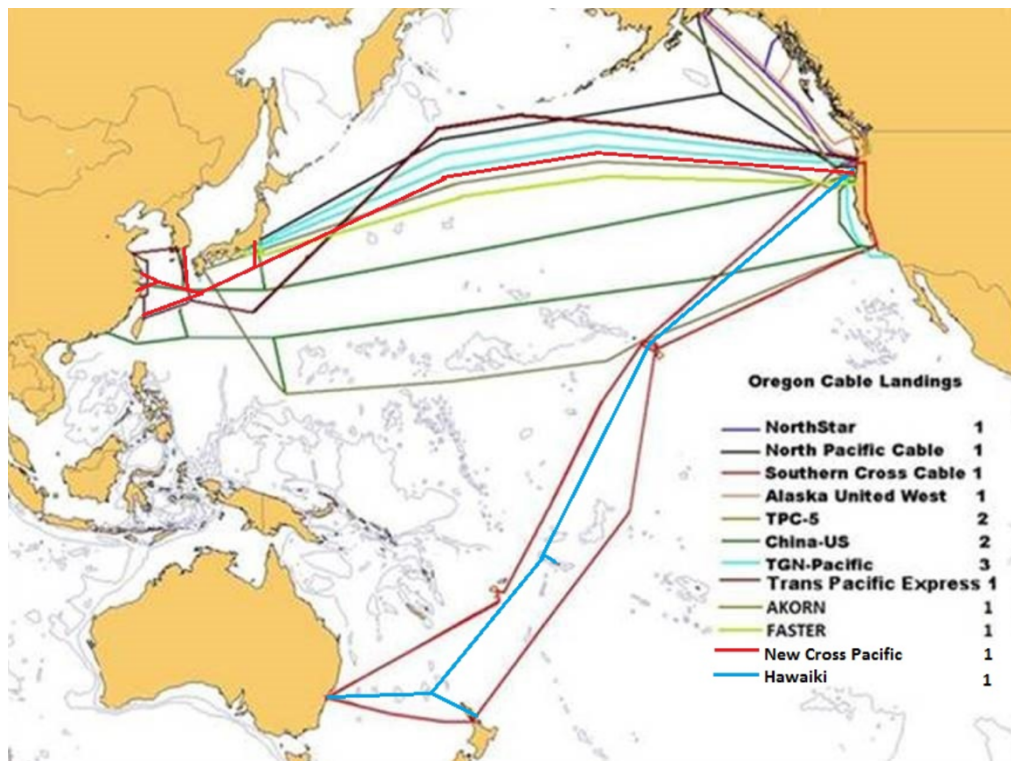 Oregon Cable Landings
NorthStar 1
North Pacific Cable 1
Southern Cross Cable 1
Alaska United West 1
TPC-5 2
China-US 2
TGN-Pacific 3
Trans Pacific Express 1
AKORN 1
FASTER 1
New Cross Pacific 1
Hawaiki 1